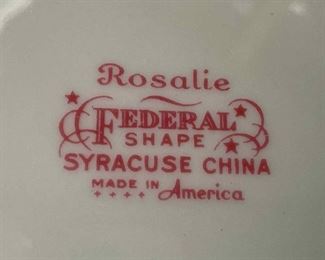 Rosalie
FEDERAL
SHAPE
SYRACUSE CHINA
MADE IN America